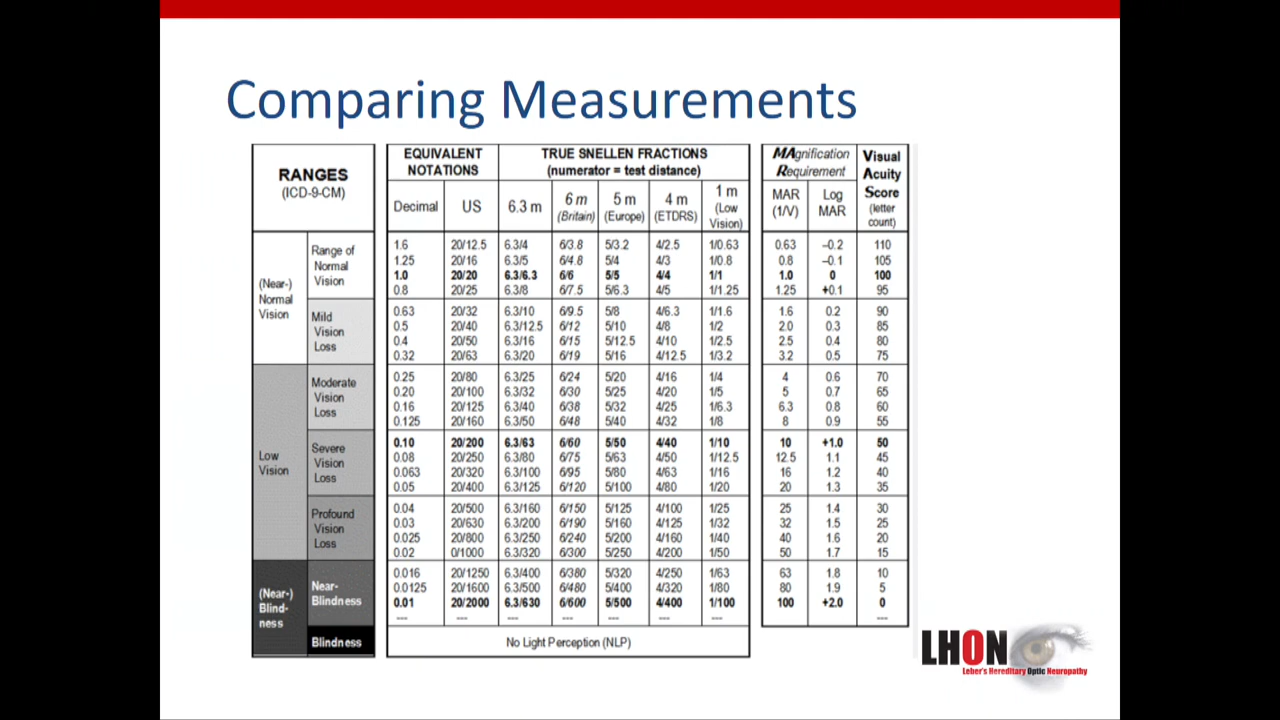 Comparing Measurements
RANGES
(ICD-9-CM)
EQUIVALENT
NOTATIONS
TRUE SNELLEN FRACTIONS
(numerator = test distance)
MAgnification
Requirement
Visual
Acuity
Score
(letter
count)
Decimal US 6.3 m 6 m (Britain) 5 m (Europe) 4 m (ETDRS) 1 m (Low Vision) MAR (1/V) Log MAR
(Near-)
Normal
Vision
Range of
Normal
Vision
1.6 20/12.5 6.3/4 6/3.8 5/3.2 4/2.5 1/0.63 0.63 –0.2 110
1.25 20/16 6.3/5 6/4.8 5/4 4/3 1/0.8 0.8 –0.1 105
1.0 20/20 6.3/6.3 6/6 5/5 4/4 1/1 1.0 0 100
0.8 20/25 6.3/8 6/7.5 5/6.3 4/5 1/1.25 1.25 +0.1 95
Mild
Vision
Loss
0.63 20/32 6.3/10 6/9.5 5/8 4/6.3 1/1.6 1.6 0.2 90
0.5 20/40 6.3/12.5 6/12 5/10 4/8 1/2 2.0 0.3 85
0.4 20/50 6.3/16 6/15 5/12.5 4/10 1/2.5 2.5 0.4 80
0.32 20/63 6.3/20 6/19 5/16 4/12.5 1/3.2 3.2 0.5 75
Low
Vision
Moderate
Vision
Loss
0.25 20/80 6.3/25 6/24 5/20 4/16 1/4 4 0.6 70
0.20 20/100 6.3/32 6/30 5/25 4/20 1/5 5 0.7 65
0.16 20/125 6.3/40 6/38 5/32 4/25 1/6.3 6.3 0.8 60
0.125 20/160 6.3/50 6/48 5/40 4/32 1/8 8 0.9 55
Severe
Vision
Loss
0.10 20/200 6.3/63 6/60 5/50 4/40 1/10 10 +1.0 50
0.08 20/250 6.3/80 6/75 5/63 4/50 1/12.5 12.5 1.1 45
0.063 20/320 6.3/100 6/95 5/80 4/63 1/16 16 1.2 40
0.05 20/400 6.3/125 6/120 5/100 4/80 1/20 20 1.3 35
Profound
Vision
Loss
0.04 20/500 6.3/160 6/150 5/125 4/100 1/25 25 1.4 30
0.03 20/630 6.3/200 6/190 5/160 4/125 1/32 32 1.5 25
0.025 20/800 6.3/250 6/240 5/200 4/160 1/40 40 1.6 20
0.02 0/1000 6.3/320 6/300 5/250 4/200 1/50 50 1.7 15
(Near-)
Blind-
ness
Near-
Blindness
0.016 20/1250 6.3/400 6/380 5/320 4/250 1/63 63 1.8 10
0.0125 20/1600 6.3/500 6/480 5/400 4/320 1/80 80 1.9 5
0.01 20/2000 6.3/630 6/600 5/500 4/400 1/100 100 +2.0 0
--- --- --- --- --- --- --- ---
Blindness
No Light Perception (NLP)
LHON
Leber's Hereditary Optic Neuropathy